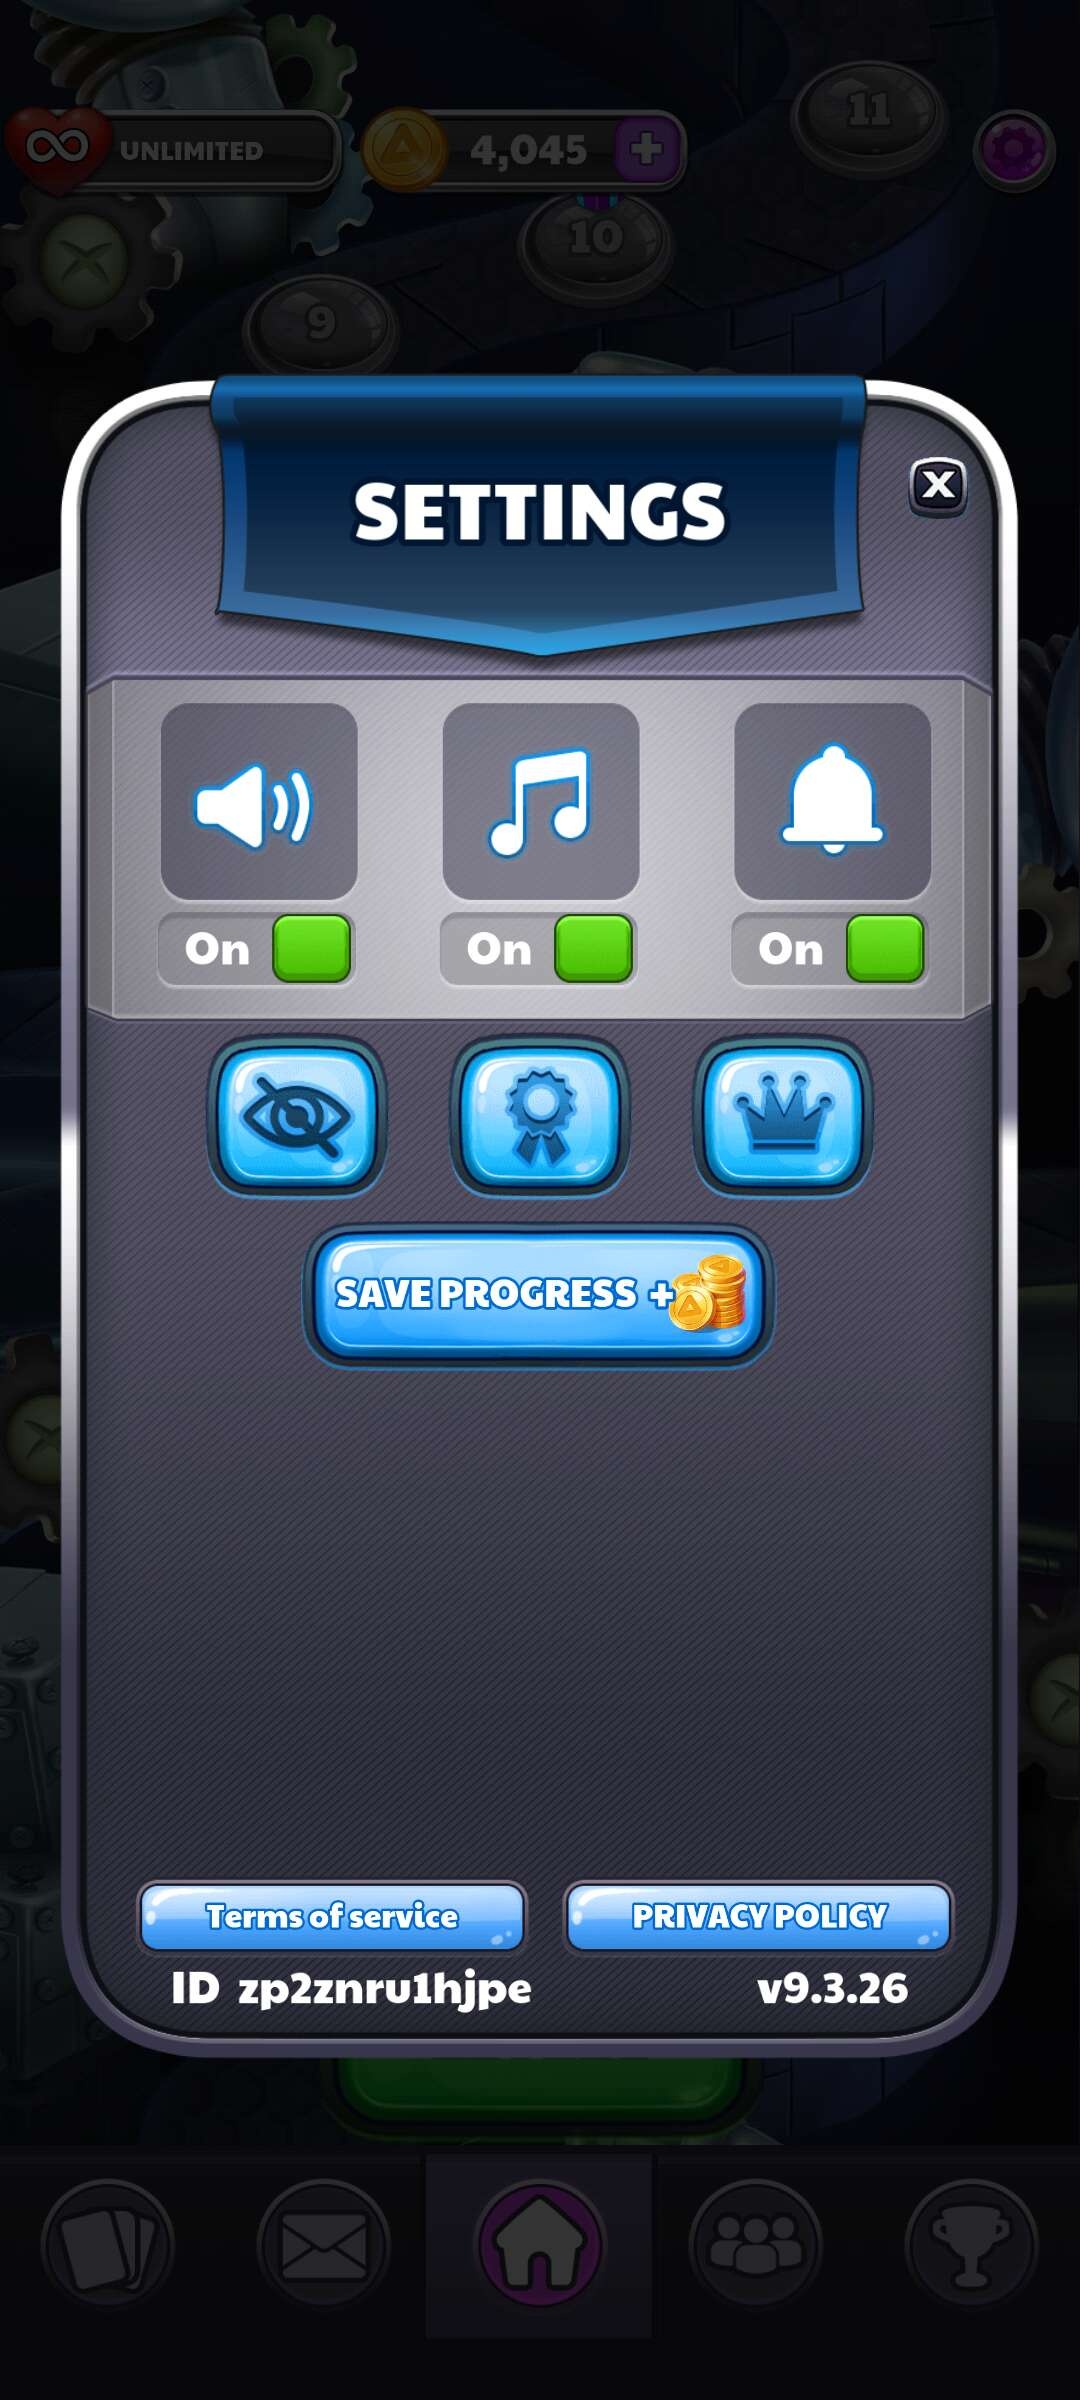 UNLIMITED
4,045
11
10
9
SETTINGS
On On On
SAVE PROGRESS +
Terms of service PRIVACY POLICY
ID zp2znru1hjpe v9.3.26